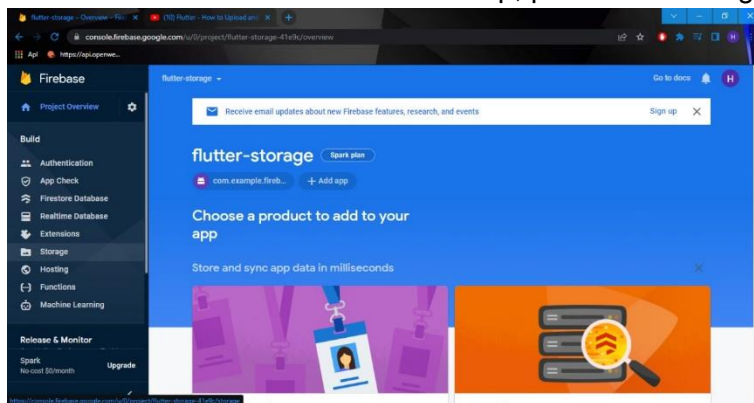 flutter-storage – Overview – Fire
(10) Flutter - How to Upload and
console.firebase.google.com/u/0/project/flutter-storage-41e9c/overview
Apl
https://api.openwe...
Firebase
flutter-storage
Go to docs
H
Project Overview
Receive email updates about new Firebase features, research, and events
Sign up
Build
Authentication
App Check
Firestore Database
Realtime Database
Extensions
Storage
Hosting
Functions
Machine Learning
Release & Monitor
Spark
No-cost $0/month
Upgrade
flutter-storage
Spark plan
com.example.fireb...
+ Add app
Choose a product to add to your
app
Store and sync app data in milliseconds
https://console.firebase.google.com/u/0/project/flutter-storage-41e9c/storage